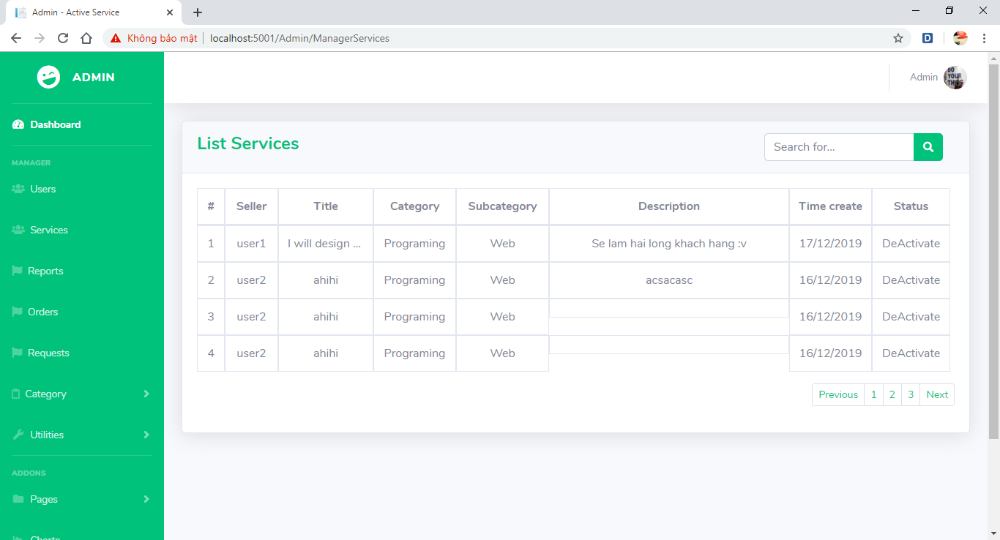 Admin - Active Service
Không bảo mật localhost:5001/Admin/ManagerServices
ADMIN
Admin
DO YOUR THING
Dashboard
MANAGER
Users
Services
Reports
Orders
Requests
Category
Utilities
ADDONS
Pages
Charts
List Services
Search for...
# Seller Title Category Subcategory Description Time create Status
1 user1 I will design ... Programing Web Se lam hai long khach hang :v 17/12/2019 DeActivate
2 user2 ahihi Programing Web acsacasc 16/12/2019 DeActivate
3 user2 ahihi Programing Web 16/12/2019 DeActivate
4 user2 ahihi Programing Web 16/12/2019 DeActivate
Previous 1 2 3 Next